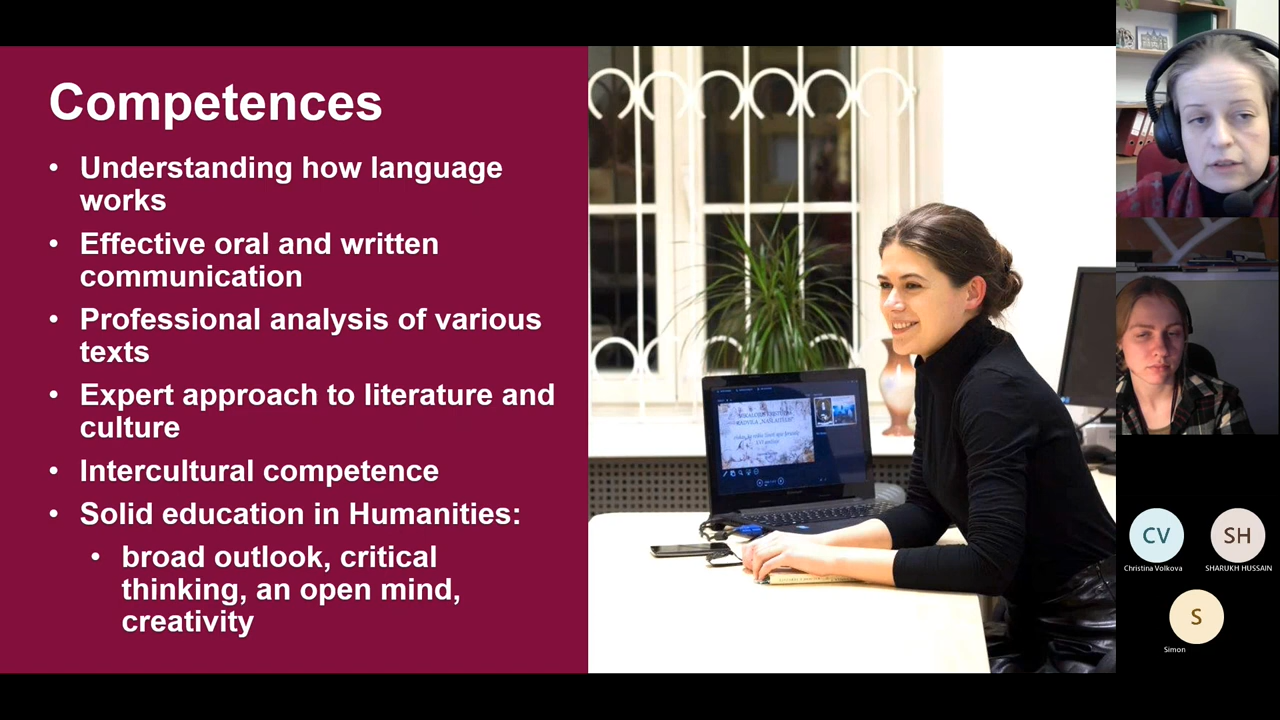 Competences
• Understanding how language
works
• Effective oral and written
communication
• Professional analysis of various
texts
• Expert approach to literature and
culture
• Intercultural competence
• Solid education in Humanities:
• broad outlook, critical
thinking, an open mind,
creativity
CV
SH
Christina Volkova
SHARUKH HUSSAIN
S
Simon